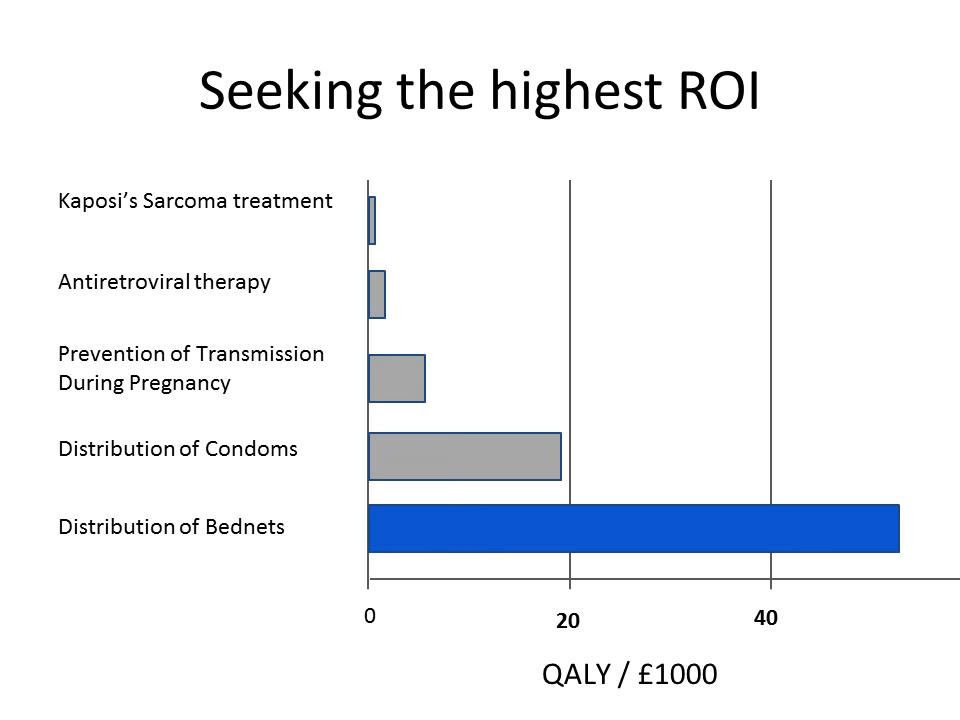 Seeking the highest ROI
Kaposi’s Sarcoma treatment
Antiretroviral therapy
Prevention of Transmission
During Pregnancy
Distribution of Condoms
Distribution of Bednets
0
20
40
QALY / £1000